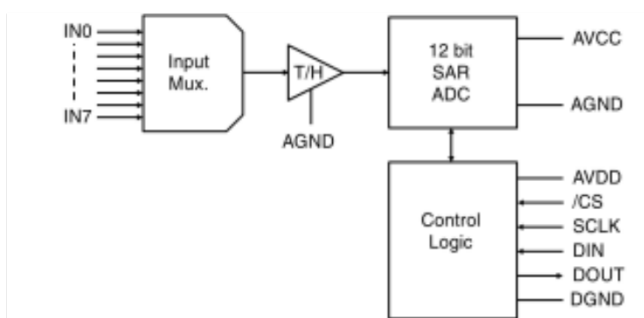 IN0
IN7
Input
Mux.
T/H
AGND
12 bit
SAR
ADC
AVCC
AGND
Control
Logic
AVDD
/CS
SCLK
DIN
DOUT
DGND